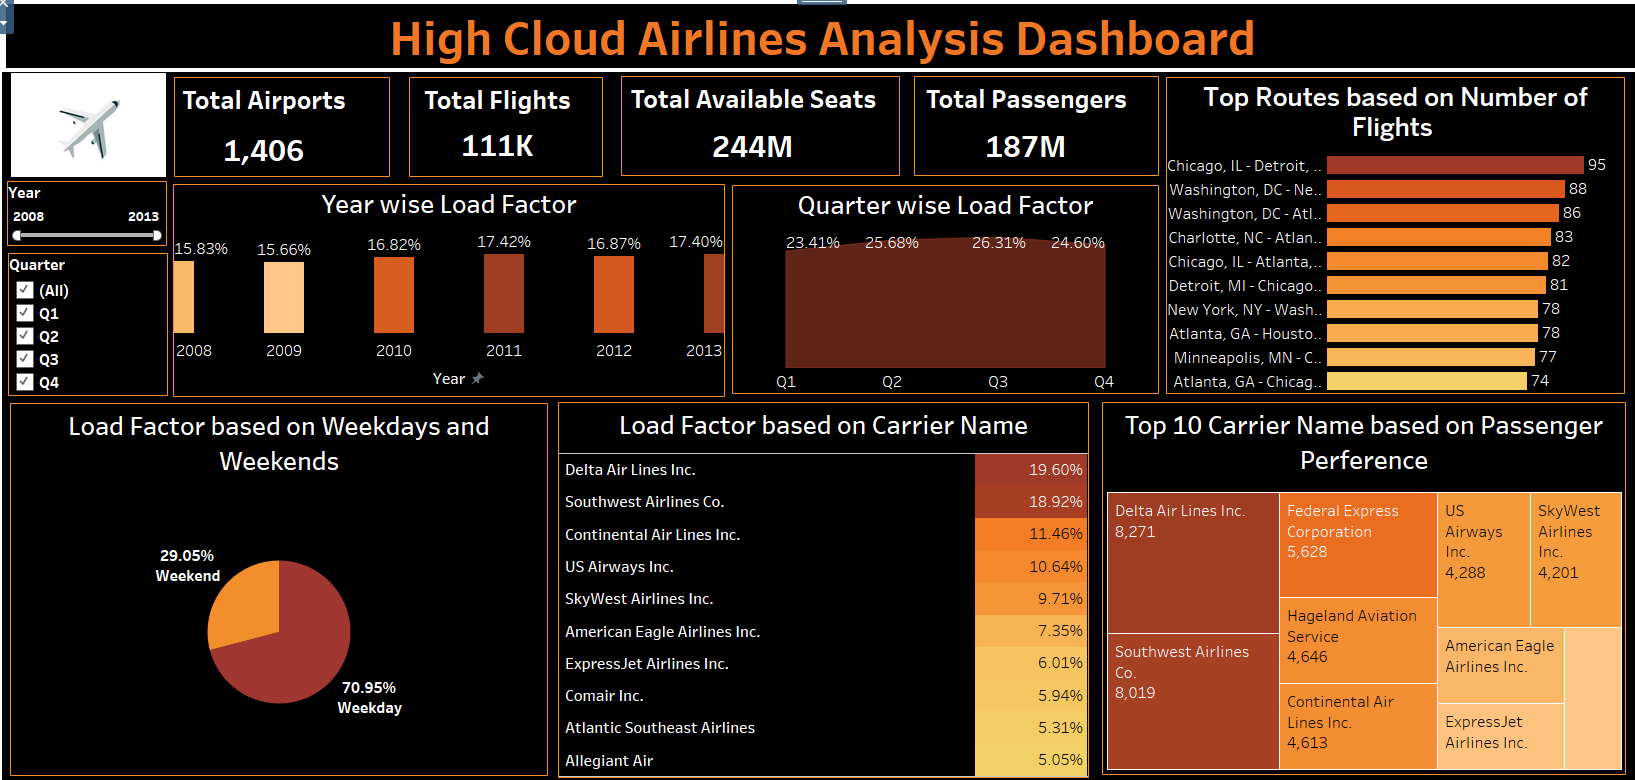 High Cloud Airlines Analysis Dashboard
Total Airports
1,406
Total Flights
111K
Total Available Seats
244M
Total Passengers
187M
Year
2008 2013
Quarter
(All)
Q1
Q2
Q3
Q4
Year wise Load Factor
15.83% 15.66% 16.82% 17.42% 16.87% 17.40%
2008 2009 2010 2011 2012 2013
Year
Quarter wise Load Factor
23.41% 25.68% 26.31% 24.60%
Q1 Q2 Q3 Q4
Top Routes based on Number of
Flights
Chicago, IL - Detroit, .. 95
Washington, DC - Ne.. 88
Washington, DC - Atl.. 86
Charlotte, NC - Atlan.. 83
Chicago, IL - Atlanta,.. 82
Detroit, MI - Chicago.. 81
New York, NY - Wash.. 78
Atlanta, GA - Housto.. 78
Minneapolis, MN - C.. 77
Atlanta, GA - Chicag.. 74
Load Factor based on Weekdays and
Weekends
29.05%
Weekend
70.95%
Weekday
Load Factor based on Carrier Name
Delta Air Lines Inc. 19.60%
Southwest Airlines Co. 18.92%
Continental Air Lines Inc. 11.46%
US Airways Inc. 10.64%
SkyWest Airlines Inc. 9.71%
American Eagle Airlines Inc. 7.35%
ExpressJet Airlines Inc. 6.01%
Comair Inc. 5.94%
Atlantic Southeast Airlines 5.31%
Allegiant Air 5.05%
Top 10 Carrier Name based on Passenger
Perference
Delta Air Lines Inc.
8,271
Southwest Airlines
Co.
8,019
Federal Express
Corporation
5,628
Hageland Aviation
Service
4,646
Continental Air
Lines Inc.
4,613
US
Airways
Inc.
4,288
SkyWest
Airlines
Inc.
4,201
American Eagle
Airlines Inc.
ExpressJet
Airlines Inc.